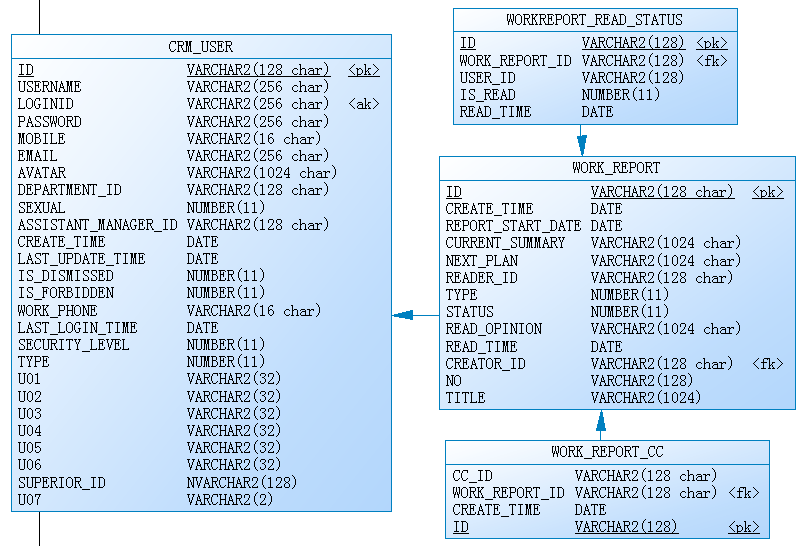 CRM_USER
ID VARCHAR2(128 char) <pk>
USERNAME VARCHAR2(256 char)
LOGINID VARCHAR2(256 char) <ak>
PASSWORD VARCHAR2(256 char)
MOBILE VARCHAR2(16 char)
EMAIL VARCHAR2(256 char)
AVATAR VARCHAR2(1024 char)
DEPARTMENT_ID VARCHAR2(128 char)
SEXUAL NUMBER(11)
ASSISTANT_MANAGER_ID VARCHAR2(128 char)
CREATE_TIME DATE
LAST_UPDATE_TIME DATE
IS_DISMISSED NUMBER(11)
IS_FORBIDDEN NUMBER(11)
WORK_PHONE VARCHAR2(16 char)
LAST_LOGIN_TIME DATE
SECURITY_LEVEL NUMBER(11)
TYPE NUMBER(11)
U01 VARCHAR2(32)
U02 VARCHAR2(32)
U03 VARCHAR2(32)
U04 VARCHAR2(32)
U05 VARCHAR2(32)
U06 VARCHAR2(32)
SUPERIOR_ID NVARCHAR2(128)
U07 VARCHAR2(2)
WORKREPORT_READ_STATUS
ID VARCHAR2(128) <pk>
WORK_REPORT_ID VARCHAR2(128) <fk>
USER_ID VARCHAR2(128)
IS_READ NUMBER(11)
READ_TIME DATE
WORK_REPORT
ID VARCHAR2(128 char) <pk>
CREATE_TIME DATE
REPORT_START_DATE DATE
CURRENT_SUMMARY VARCHAR2(1024 char)
NEXT_PLAN VARCHAR2(1024 char)
READER_ID VARCHAR2(128 char)
TYPE NUMBER(11)
STATUS NUMBER(11)
READ_OPINION VARCHAR2(1024 char)
READ_TIME DATE
CREATOR_ID VARCHAR2(128 char) <fk>
NO VARCHAR2(128)
TITLE VARCHAR2(1024)
WORK_REPORT_CC
CC_ID VARCHAR2(128 char)
WORK_REPORT_ID VARCHAR2(128 char) <fk>
CREATE_TIME DATE
ID VARCHAR2(128) <pk>